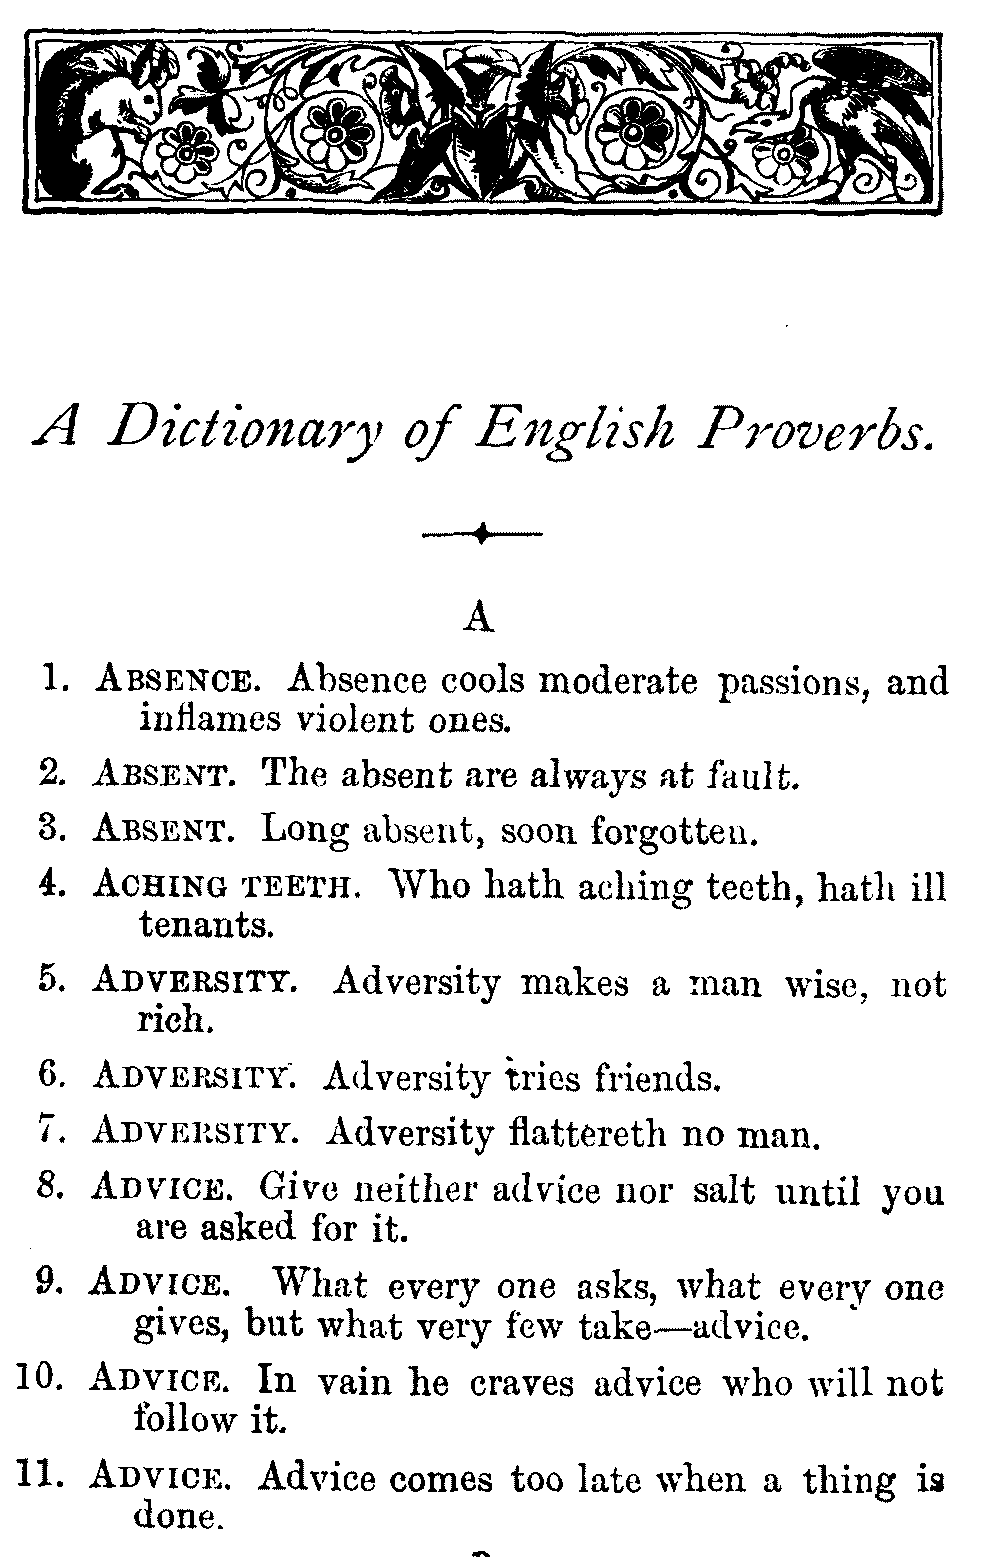 A Dictionary of English Proverbs.
A
1. ABSENCE. Absence cools moderate passions, and
inflames violent ones.
2. ABSENT. The absent are always at fault.
3. ABSENT. Long absent, soon forgotten.
4. ACHING TEETH. Who hath aching teeth, hath ill
tenants.
5. ADVERSITY. Adversity makes a man wise, not
rich.
6. ADVERSITY. Adversity tries friends.
7. ADVERSITY. Adversity flattereth no man.
8. ADVICE. Give neither advice nor salt until you
are asked for it.
9. ADVICE. What every one asks, what every one
gives, but what very few take—advice.
10. ADVICE. In vain he craves advice who will not
follow it.
11. ADVICE. Advice comes too late when a thing is
done.